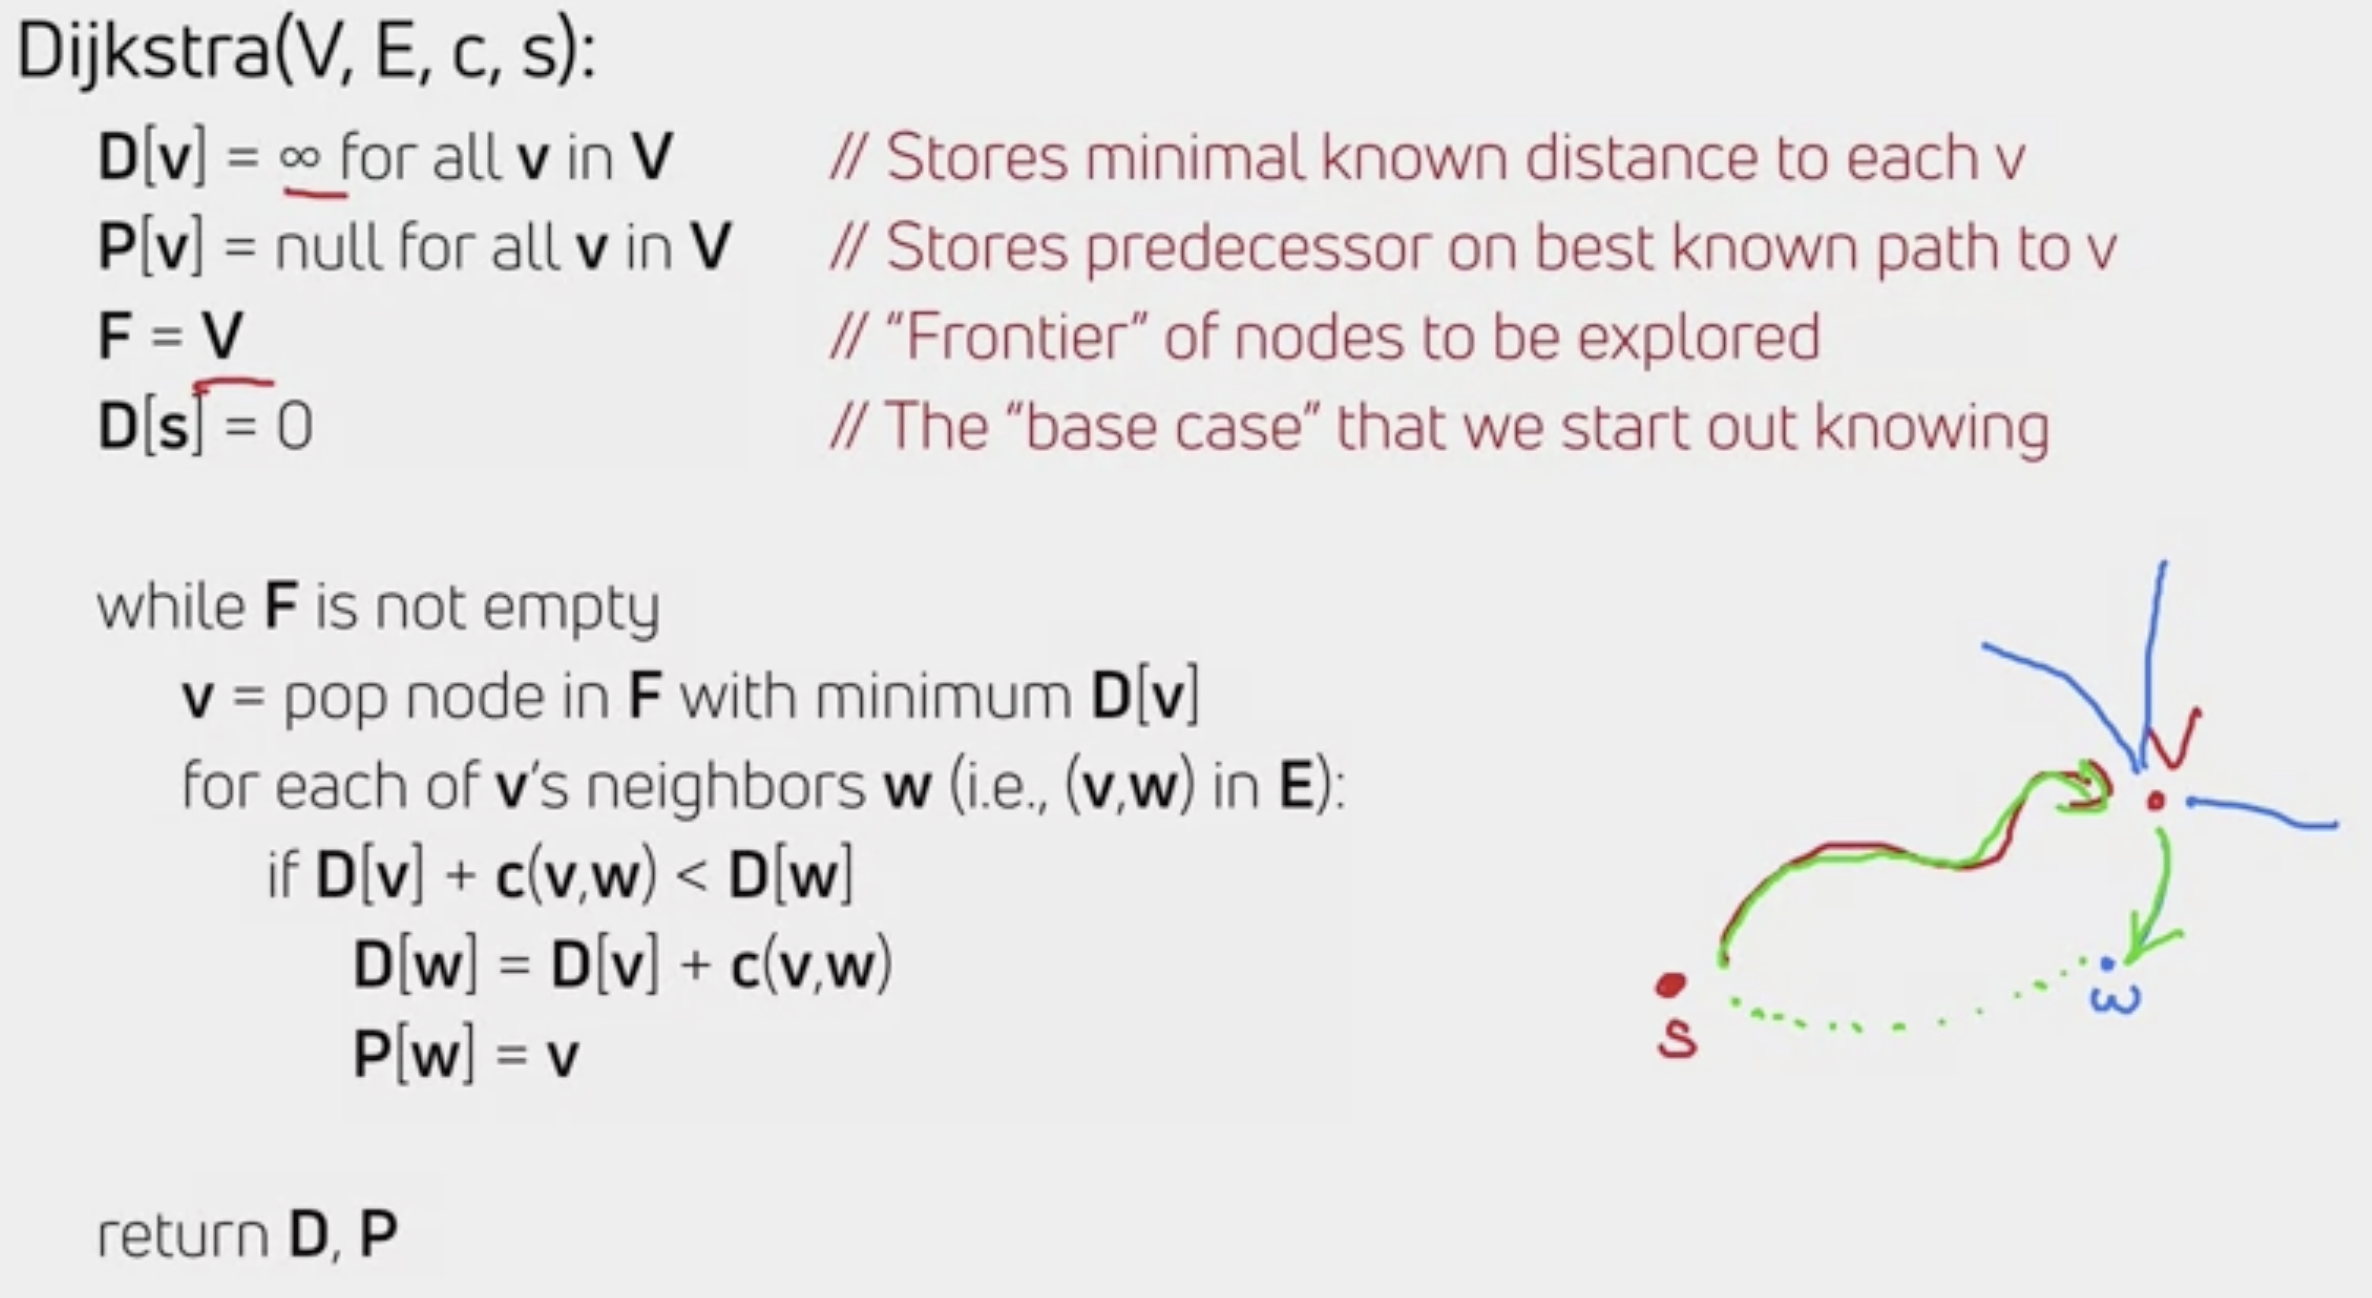 Dijkstra(V, E, c, s):
D[v] = ∞ for all v in V // Stores minimal known distance to each v
P[v] = null for all v in V // Stores predecessor on best known path to v
F = V // “Frontier” of nodes to be explored
D[s] = 0 // The “base case” that we start out knowing
while F is not empty
v = pop node in F with minimum D[v]
for each of v’s neighbors w (i.e., (v,w) in E):
if D[v] + c(v,w) < D[w]
D[w] = D[v] + c(v,w)
P[w] = v
return D, P
V
ω
S